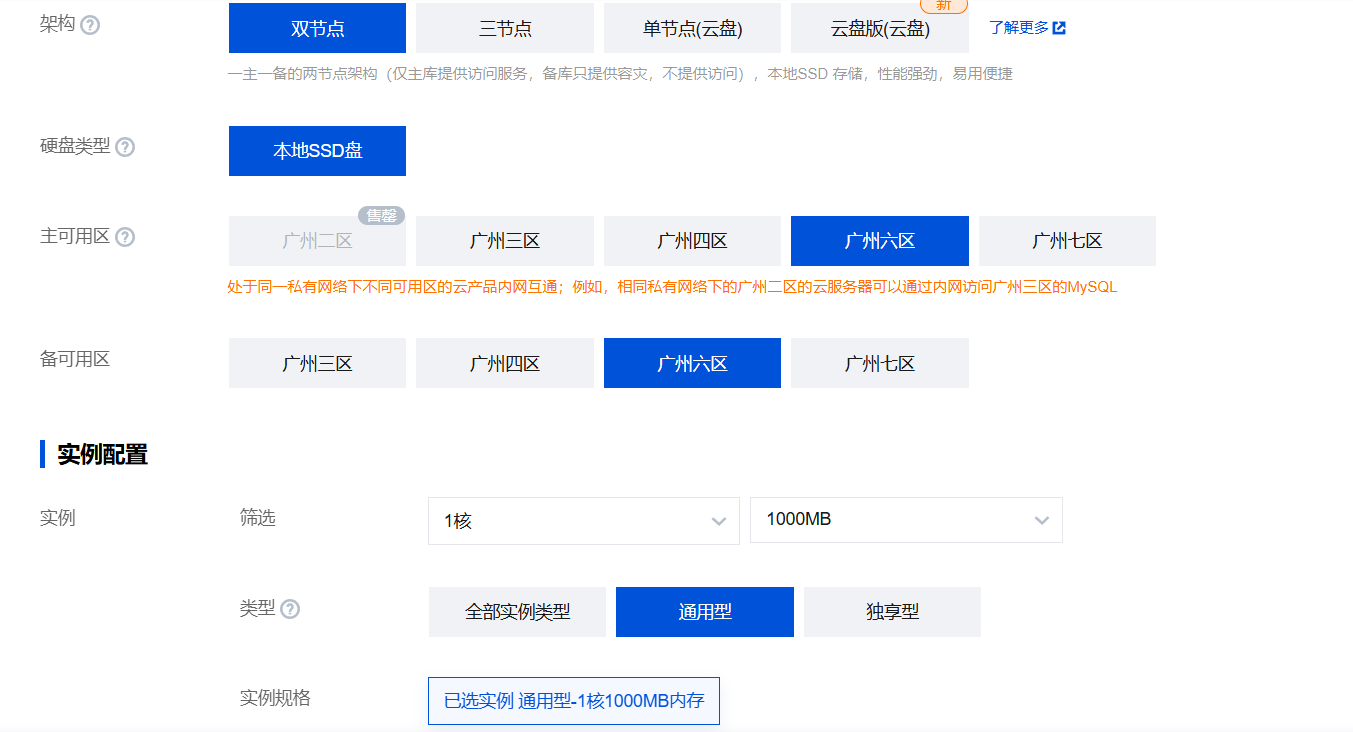 新
架构 ? 双节点 三节点 单节点(云盘) 云盘版(云盘) 了解更多
一主一备的两节点架构（仅主库提供访问服务，备库只提供容灾，不提供访问），本地SSD 存储，性能强劲，易用便捷
硬盘类型 ? 本地SSD盘
售罄
主可用区 ? 广州二区 广州三区 广州四区 广州六区 广州七区
处于同一私有网络下不同可用区的云产品内网互通；例如，相同私有网络下的广州二区的云服务器可以通过内网访问广州三区的MySQL
备可用区 广州三区 广州四区 广州六区 广州七区
实例配置
实例 筛选 1核 1000MB
类型 ? 全部实例类型 通用型 独享型
实例规格 已选实例 通用型-1核1000MB内存